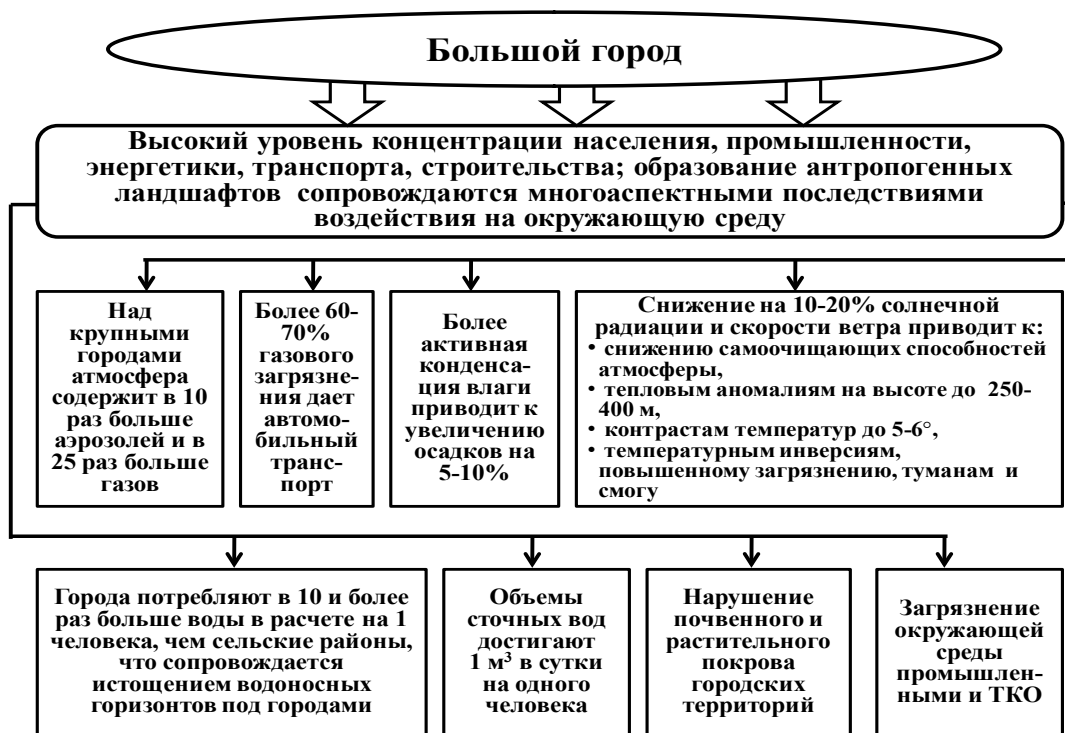 Большой город
Высокий уровень концентрации населения, промышленности,
энергетики, транспорта, строительства; образование антропогенных
ландшафтов сопровождаются многоаспектными последствиями
воздействия на окружающую среду
Над
крупными
городами
атмосфера
содержит в 10
раз больше
аэрозолей и в
25 раз больше
газов
Более 60-
70%
газового
загрязне-
ния дает
автомо-
бильный
транс-
порт
Более
активная
конденса-
ция влаги
приводит к
увеличению
осадков на
5-10%
Снижение на 10-20% солнечной
радиации и скорости ветра приводит к:
• снижению самоочищающих способностей
атмосферы,
• тепловым аномалиям на высоте до 250-
400 м,
• контрастам температур до 5-6°,
• температурным инверсиям,
повышенному загрязнению, туманам и
смогу
Города потребляют в 10 и более
раз больше воды в расчете на 1
человека, чем сельские районы,
что сопровождается
истощением водоносных
горизонтов под городами
Объемы
сточных вод
достигают
1 м³ в сутки
на одного
человека
Нарушение
почвенного и
растительного
покрова
городских
территорий
Загрязнение
окружающей
среды
промышлен-
ными и ТКО